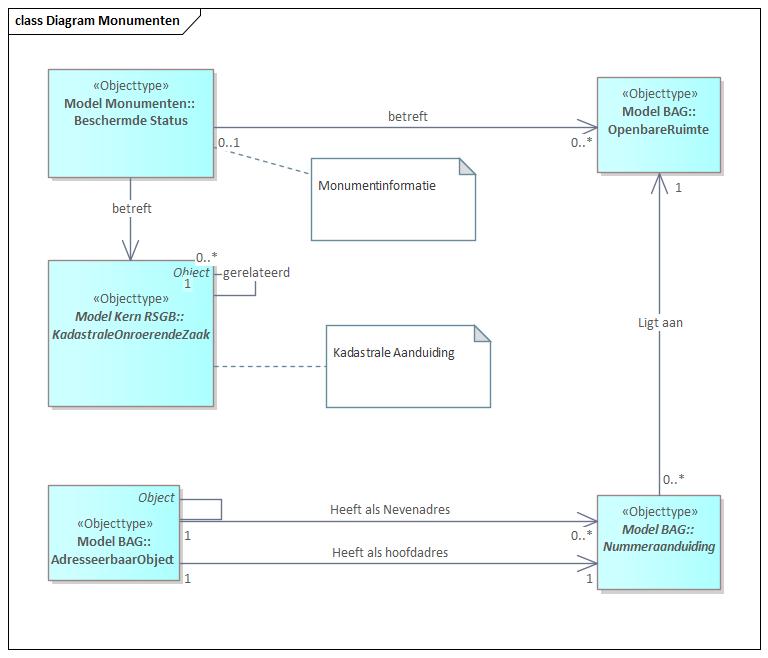 class Diagram Monumenten
«Objecttype»
Model Monumenten::
Beschermde Status
betreft
0..1
0..*
«Objecttype»
Model BAG::
OpenbareRuimte
1
Monumentinformatie
betreft
0..*
Object
1
gerelateerd
«Objecttype»
Model Kern RSGB::
KadastraleOnroerendeZaak
Kadastrale Aanduiding
Ligt aan
0..*
Object
«Objecttype»
Model BAG::
AdresseerbaarObject
Heeft als Nevenadres
1
0..*
Heeft als hoofdadres
1
1
«Objecttype»
Model BAG::
Nummeraanduiding